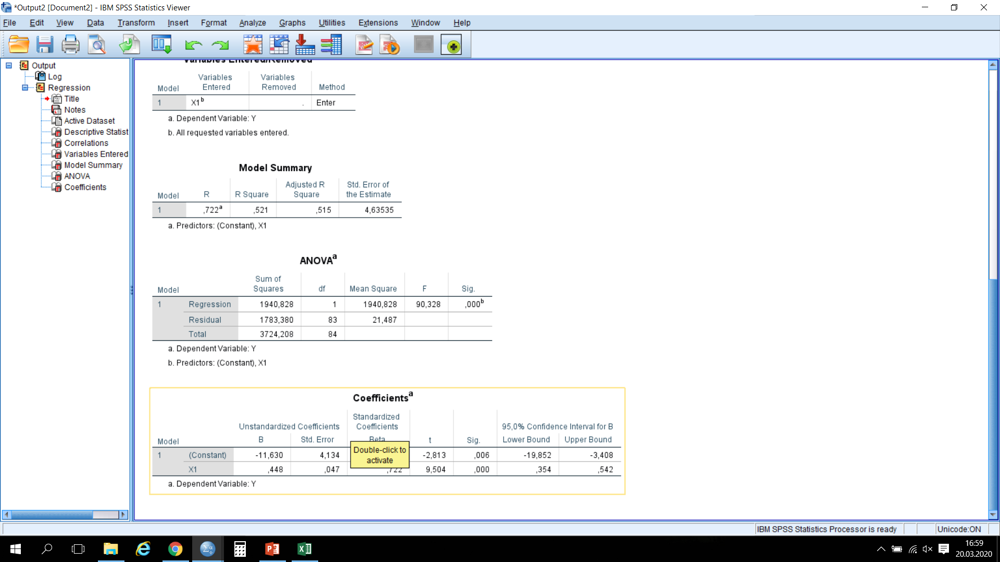 *Output2 [Document2] - IBM SPSS Statistics Viewer
File Edit View Data Transform Insert Format Analyze Graphs Utilities Extensions Window Help
Output
Log
Regression
Title
Notes
Active Dataset
Descriptive Statist
Correlations
Variables Entered
Model Summary
ANOVA
Coefficients
Variables Entered/Removed
Model Variables Entered Variables Removed Method
1 X1b . Enter
a. Dependent Variable: Y
b. All requested variables entered.
Model Summary
Model R R Square Adjusted R Square Std. Error of the Estimate
1 ,722a ,521 ,515 4,63535
a. Predictors: (Constant), X1
ANOVAa
Model Sum of Squares df Mean Square F Sig.
1 Regression 1940,828 1 1940,828 90,328 ,000b
Residual 1783,380 83 21,487
Total 3724,208 84
a. Dependent Variable: Y
b. Predictors: (Constant), X1
Coefficientsa
Unstandardized Coefficients Standardized Coefficients 95,0% Confidence Interval for B
Model B Std. Error Beta t Sig. Lower Bound Upper Bound
1 (Constant) -11,630 4,134 -2,813 ,006 -19,852 -3,408
X1 ,448 ,047 ,722 9,504 ,000 ,354 ,542
Double-click to
activate
a. Dependent Variable: Y
IBM SPSS Statistics Processor is ready Unicode:ON
16:59
20.03.2020